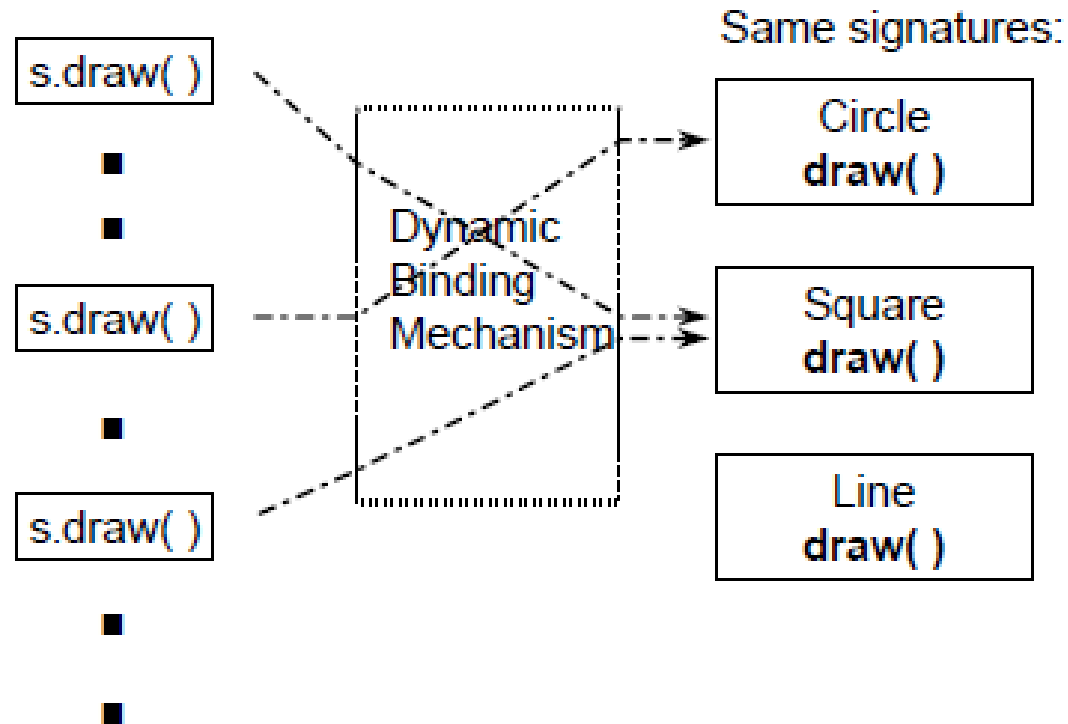 Same signatures:
s.draw( )
Circle
draw( )
Dynamic
Binding
Mechanism
s.draw( )
Square
draw( )
s.draw( )
Line
draw( )